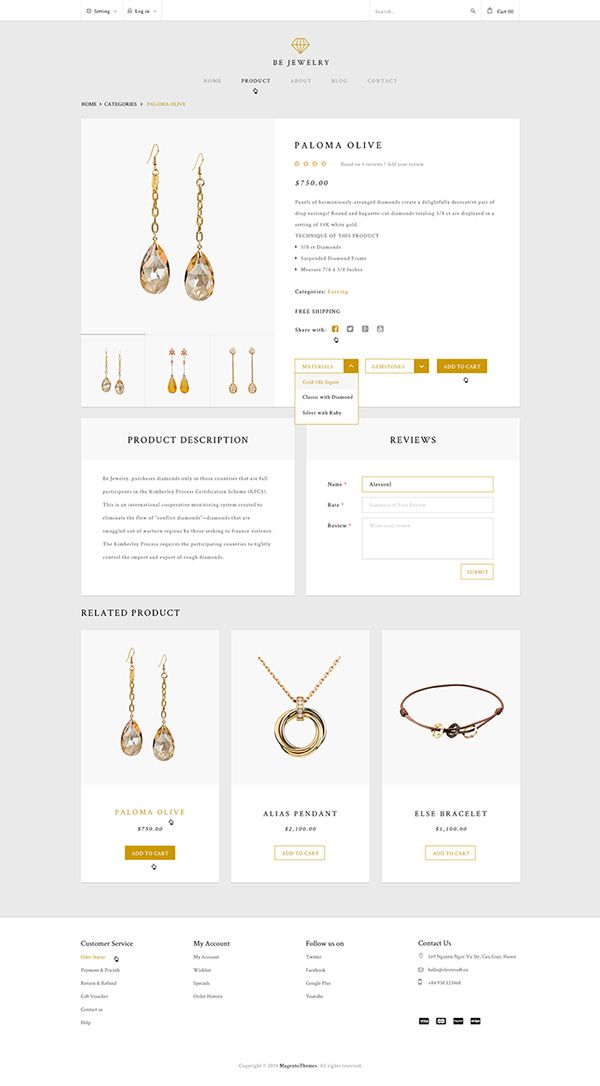 Setting
Log in
Search...
Cart (0)
BE JEWELRY
HOME PRODUCT ABOUT BLOG CONTACT
HOME CATEGORIES PALOMA OLIVE
PALOMA OLIVE
Based on 4 reviews / Add your review
$750.00
Panels of harmoniously-arranged diamonds create a delightfully decorative pair of
drop earrings! Round and baguette-cut diamonds totaling 5/8 ct are displayed in a
setting of 14K white gold.
TECHNIQUE OF THIS PRODUCT
5/8 ct Diamonds
Suspended Diamond Frame
Measure 7/8 x 3/8 Inches
Categories: Earring
FREE SHIPPING
Share with:
MATERIALS
GEMSTONES
ADD TO CART
Gold 18k Signle
Classic with Diamond
Silver with Ruby
PRODUCT DESCRIPTION
Be Jewelry, purchases diamonds only in those countries that are full
participants in the Kimberley Process Certification Scheme (KPCS).
This is an international cooperative monitoring system created to
eliminate the flow of "conflict diamonds"—diamonds that are
smuggled out of wartorn regions by those seeking to finance violence.
The Kimberley Process requires the participating countries to tightly
control the import and export of rough diamonds.
REVIEWS
Name * Alesson
Rate * Summary of Your Review
Review * Write your review
SUBMIT
RELATED PRODUCT
PALOMA OLIVE
$750.00
ADD TO CART
ALIAS PENDANT
$2,100.00
ADD TO CART
ELSE BRACELET
$1,100.00
ADD TO CART
Customer Service
Oder Status
Payment & Pricink
Return & Refund
Gift Voucher
Contact us
Help
My Account
My Account
Wishlist
Specials
Order History
Follow us on
Twitter
Facebook
Google Plus
Youtube
Contact Us
169 Nguyen Ngoc Vu Str, Cau Giay, Hanoi
hello@cleversoft.co
+84 938 123468
Copyright © 2014 MagentoThemes. All rights reserved.